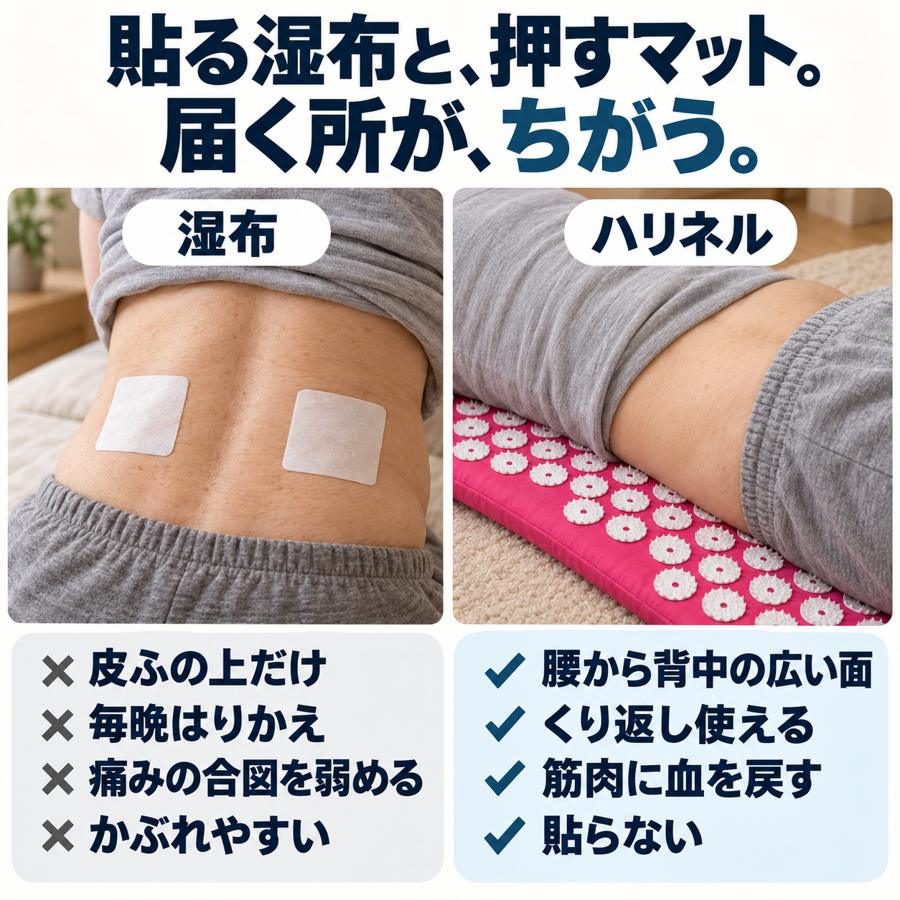 貼る湿布と、押すマット。
届く所が、ちがう。
湿布
ハリネル
× 皮ふの上だけ
× 毎晩はりかえ
× 痛みの合図を弱める
× かぶれやすい
✓ 腰から背中の広い面
✓ くり返し使える
✓ 筋肉に血を戻す
✓ 貼らない